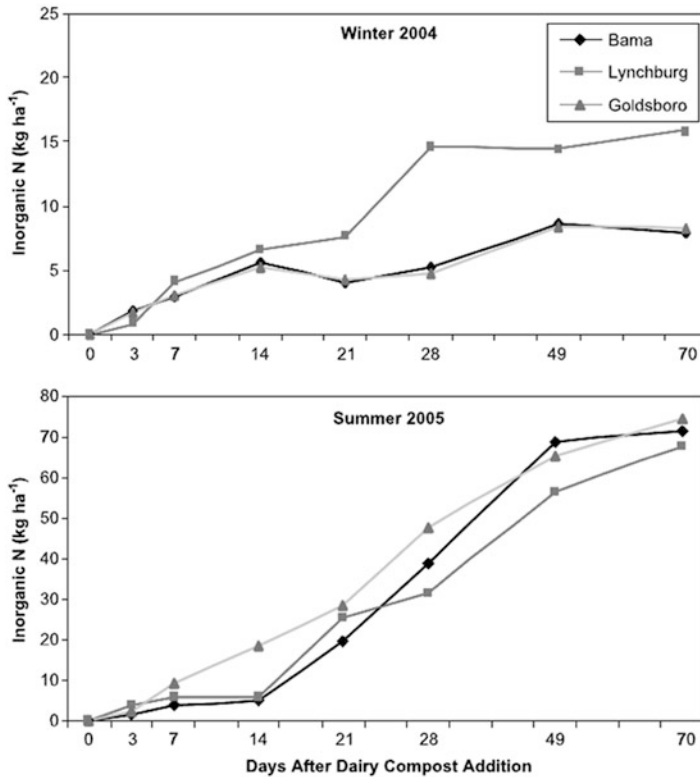 Winter 2004
Bama
Lynchburg
Goldsboro
Inorganic N (kg ha⁻¹)
25
20
15
10
5
0
0 3 7 14 21 28 49 70
Summer 2005
Inorganic N (kg ha⁻¹)
80
70
60
50
40
30
20
10
0
0 3 7 14 21 28 49 70
Days After Dairy Compost Addition